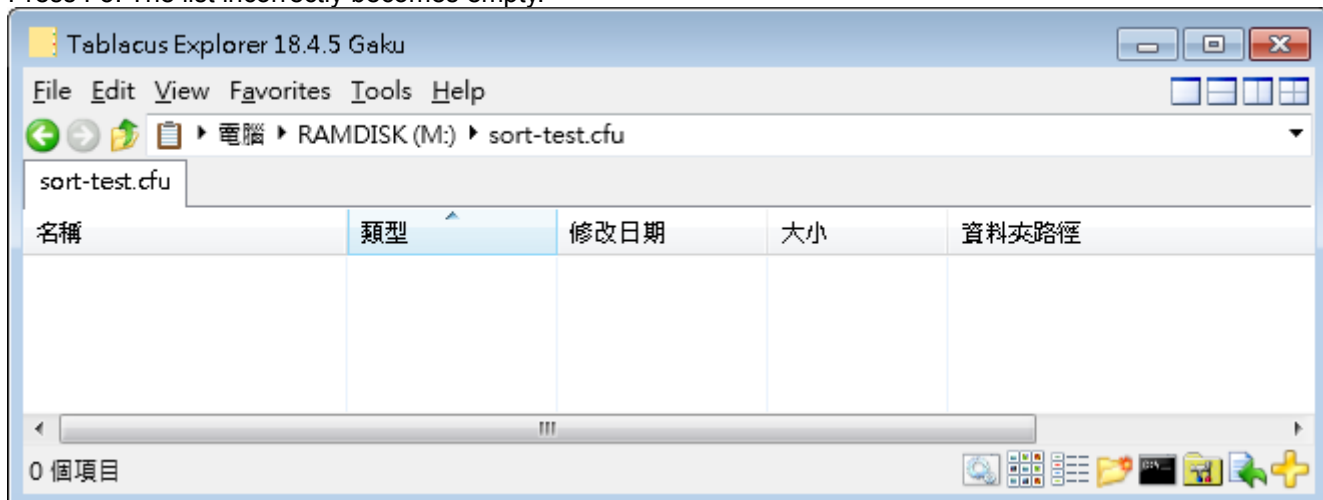 Press F5. The list incorrectly becomes empty.
Tablacus Explorer 18.4.5 Gaku
File Edit View Favorites Tools Help
電腦 RAMDISK (M:) sort-test.cfu
sort-test.cfu
名稱 類型 修改日期 大小 資料夾路徑
0 個項目